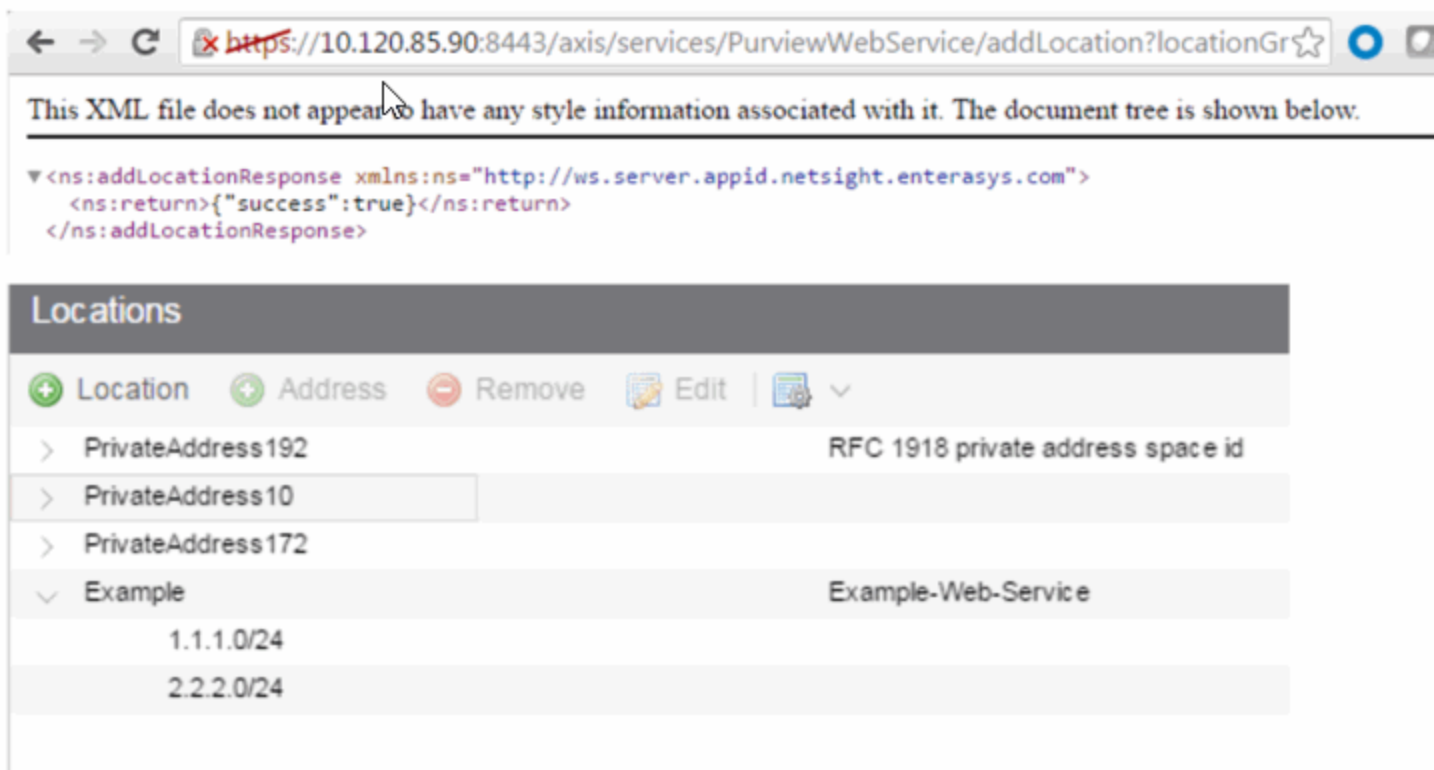 https://10.120.85.90:8443/axis/services/PurviewWebService/addLocation?locationGr
This XML file does not appear to have any style information associated with it. The document tree is shown below.
▼<ns:addLocationResponse xmlns:ns="http://ws.server.appid.netsight.enterasys.com">
<ns:return>{"success":true}</ns:return>
</ns:addLocationResponse>
Locations
Location Address Remove Edit
PrivateAddress192 RFC 1918 private address space id
PrivateAddress10
PrivateAddress172
Example Example-Web-Service
1.1.1.0/24
2.2.2.0/24